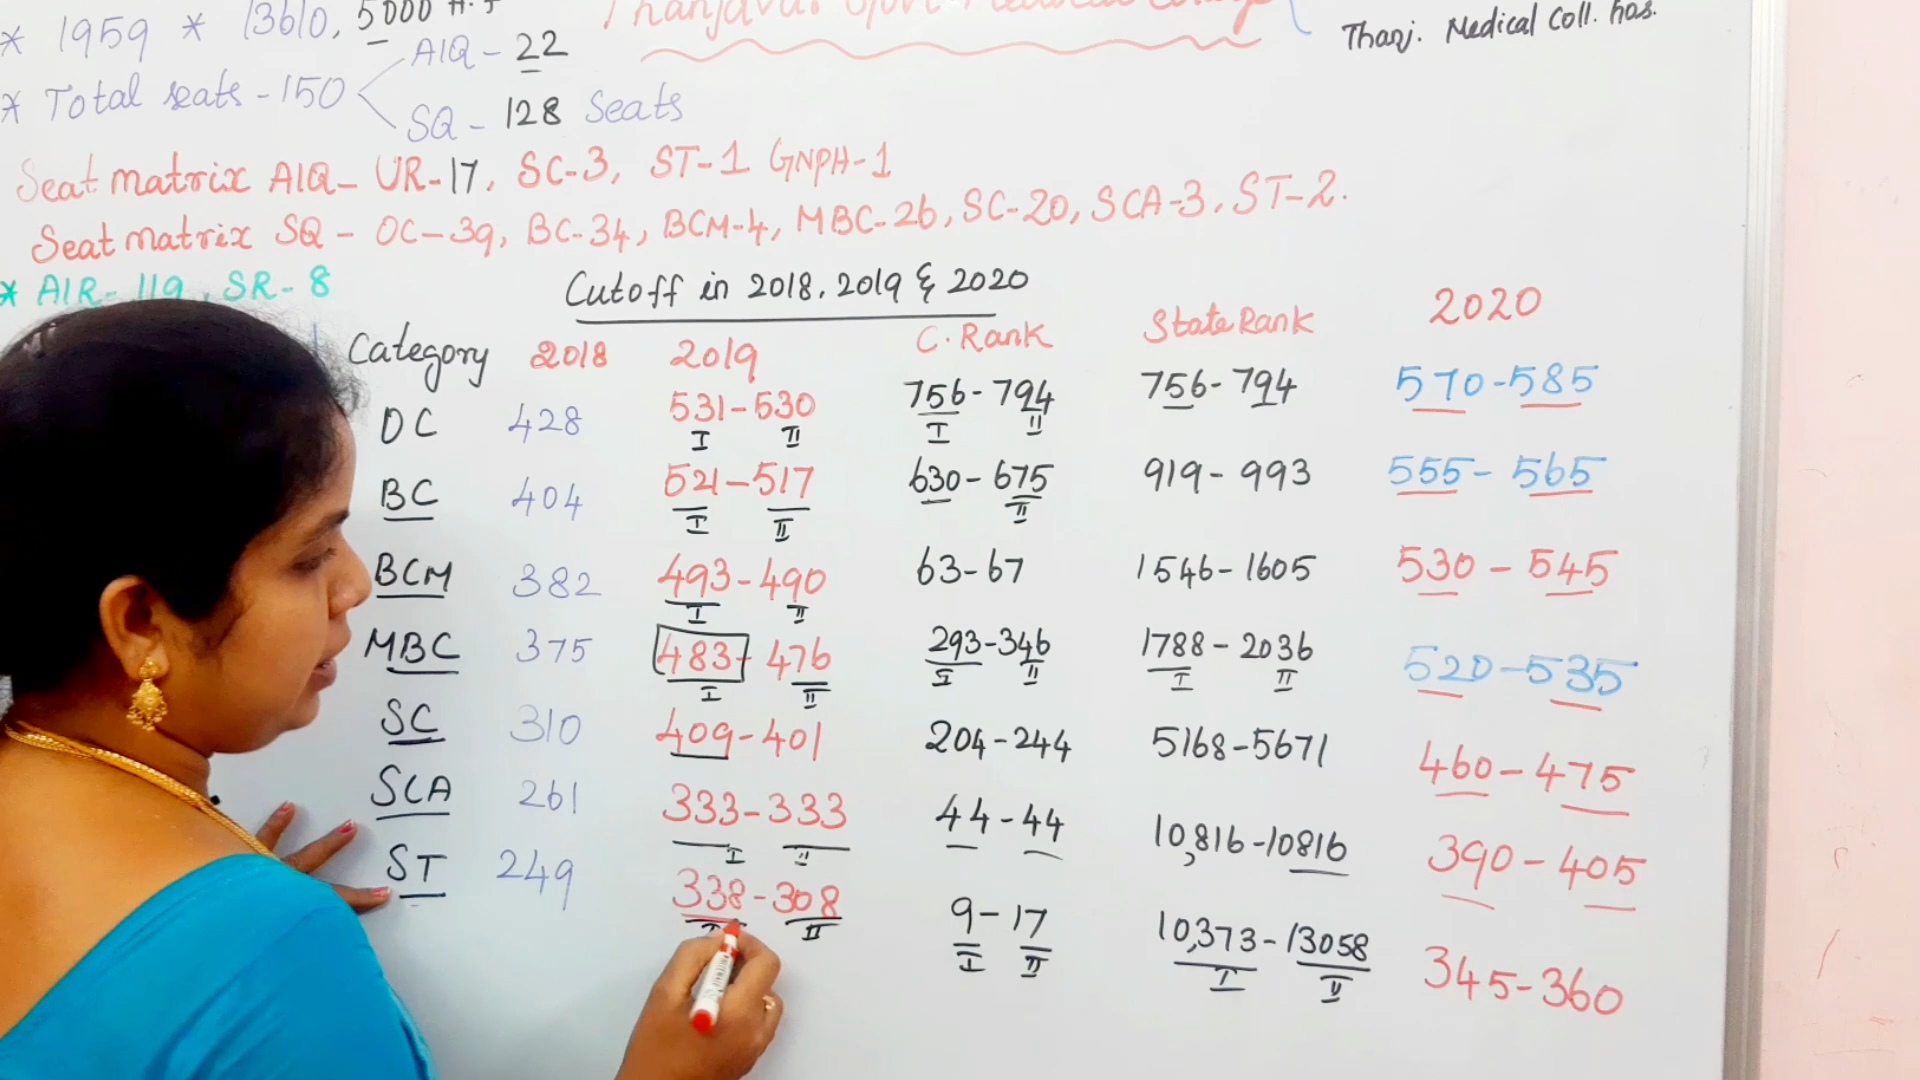 * 1959 * 13610, 5000
Thanjavur Govt Medical College
Thanj. Medical Coll. has.
AIQ - 22
* Total seats - 150
SQ - 128 Seats
Seat matrix AIQ - UR-17, SC-3, ST-1 GNPH-1
Seat matrix SQ - OC-39, BC-34, BCM-4, MBC-26, SC-20, SCA-3, ST-2.
* AIR-119, SR-8
Cutoff in 2018, 2019 & 2020
Category 2018 2019 C.Rank State Rank 2020
OC 428 531-530 756-794 756-794 570-585
I II I II
BC 404 521-517 630-675 919-993 555-565
I II II
BCM 382 493-490 63-67 1546-1605 530-545
I II
MBC 375 483-476 293-346 1788-2036 520-535
I II I II I II
SC 310 409-401 204-244 5168-5671 460-475
SCA 261 333-333 44-44 10,816-10816 390-405
I II
ST 249 338-308 9-17 10,373-13058 345-360
II I II I II